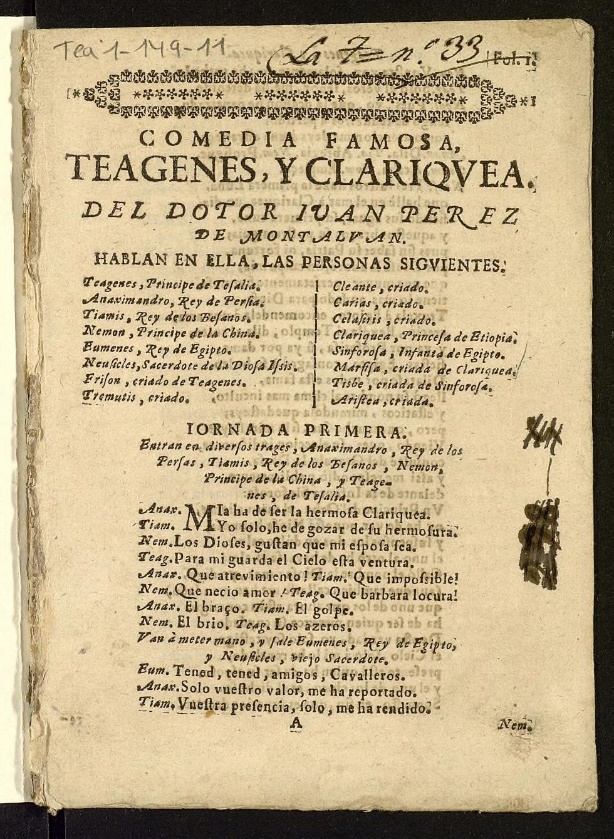 Tea 1-149-11
La 7= n.º 33
Fol. 1.
COMEDIA FAMOSA,
TEAGENES, Y CLARIQVEA.
DEL DOTOR IVAN PEREZ
DE MONTALVAN.
HABLAN EN ELLA, LAS PERSONAS SIGVIENTES.
Teagenes, Principe de Tesalia.
Anaximandro, Rey de Persia.
Tiamis, Rey de los Besanos.
Nemon, Principe de la China.
Eumenes, Rey de Egipto.
Neusicles, Sacerdote de la Diosa Issis.
Frison, criado de Teagenes.
Tremutis, criado.
Cleante, criado.
Carias, criado.
Celasiris, criado.
Clariquea, Princesa de Etiopia.
Sinforosa, Infanta de Egipto.
Marfisa, criada de Clariquea.
Tisbe, criada de Sinforosa.
Aristea, criada.
IORNADA PRIMERA.
Entran en diversos trages, Anaximandro, Rey de los
Persas, Tiamis, Rey de los Besanos, Nemon,
Principe de la China, y Teage-
nes, de Tesalia.
Anax. MIa ha de ser la hermosa Clariquea.
Tiam. Yo solo, he de gozar de su hermosura.
Nem. Los Dioses, gustan que mi esposa sea.
Teag. Para mi guarda el Cielo esta ventura.
Anax. Que atrevimiento! Tiam. Que impossible!
Nem. Que necio amor! Teag. Que barbara locura!
Anax. El braço. Tiam. El golpe.
Nem. El brio. Teag. Los azeros.
Van à meter mano, y sale Eumenes, Rey de Egipto,
y Neusicles, viejo Sacerdote.
Eum. Tened, tened, amigos, Cavalleros.
Anax. Solo vuestro valor, me ha reportado.
Tiam. Vuestra presencia, solo, me ha rendido.
A
Nem.